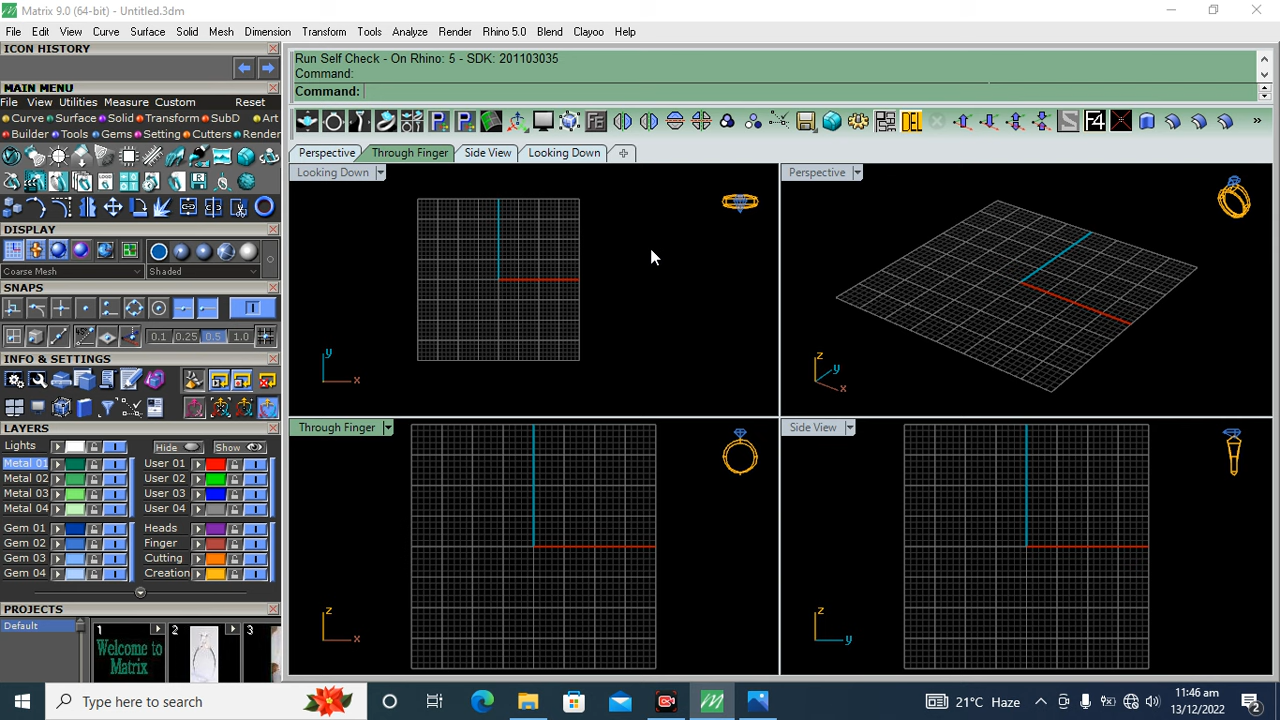 Matrix 9.0 (64-bit) - Untitled.3dm
File Edit View Curve Surface Solid Mesh Dimension Transform Tools Analyze Render Rhino 5.0 Blend Clayoo Help
ICON HISTORY
Run Self Check - On Rhino: 5 - SDK: 201103035
Command:
Command:
MAIN MENU
File View Utilities Measure Custom Reset
Curve Surface Solid Transform SubD Art
Builder Tools Gems Setting Cutters Render
P P FE DEL S F4 »
Perspective Through Finger Side View Looking Down
Looking Down
Perspective
DISPLAY
Coarse Mesh Shaded
SNAPS
0.1 0.25 0.5 1.0
y
x
z
y
x
INFO & SETTINGS
LAYERS
Through Finger
Side View
Lights Hide Show
Metal 01 User 01
Metal 02 User 02
Metal 03 User 03
Metal 04 User 04
Gem 01 Heads
Gem 02 Finger
Gem 03 Cutting
Gem 04 Creation
z
x
z
y
PROJECTS
Default
1 2 3
Welcome to
Matrix
Type here to search
21°C Haze
11:46 am
13/12/2022
2